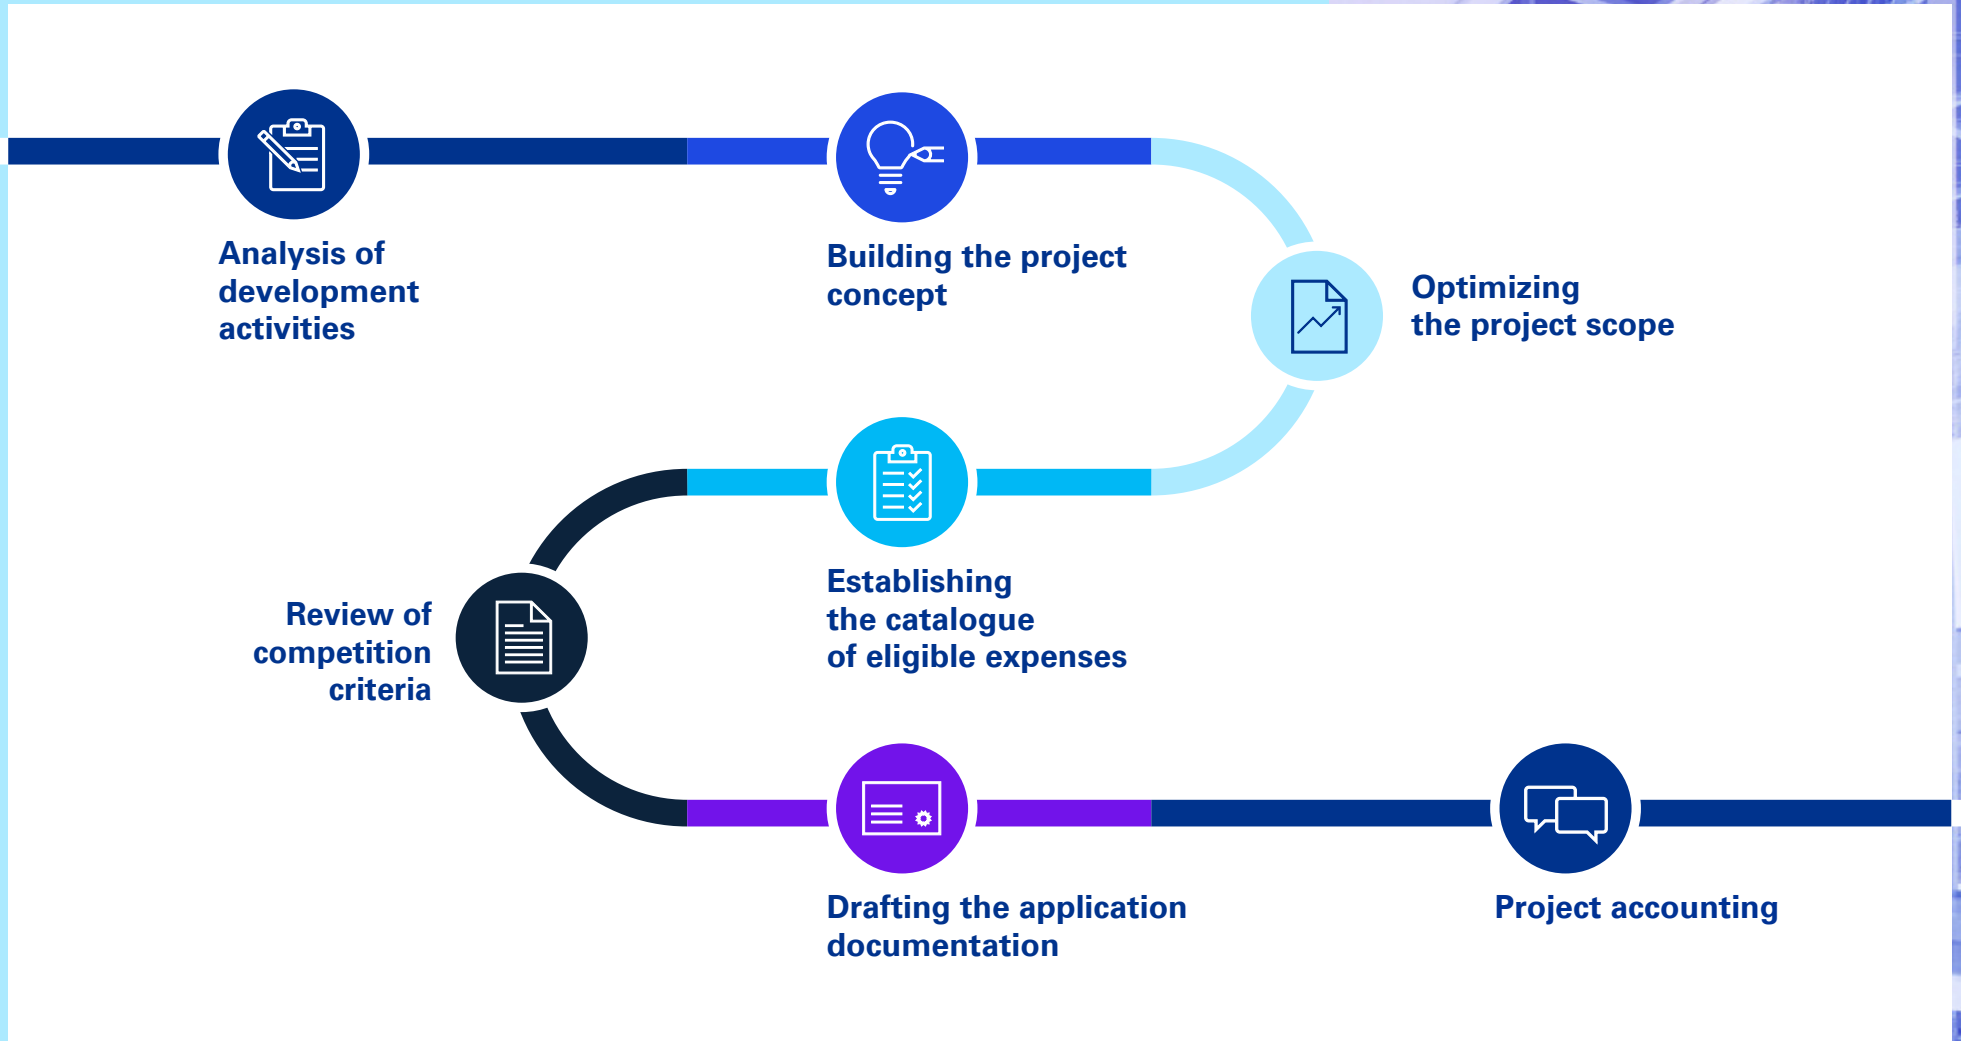 Analysis of
development
activities
Building the project
concept
Optimizing
the project scope
Establishing
the catalogue
of eligible expenses
Review of
competition
criteria
Drafting the application
documentation
Project accounting